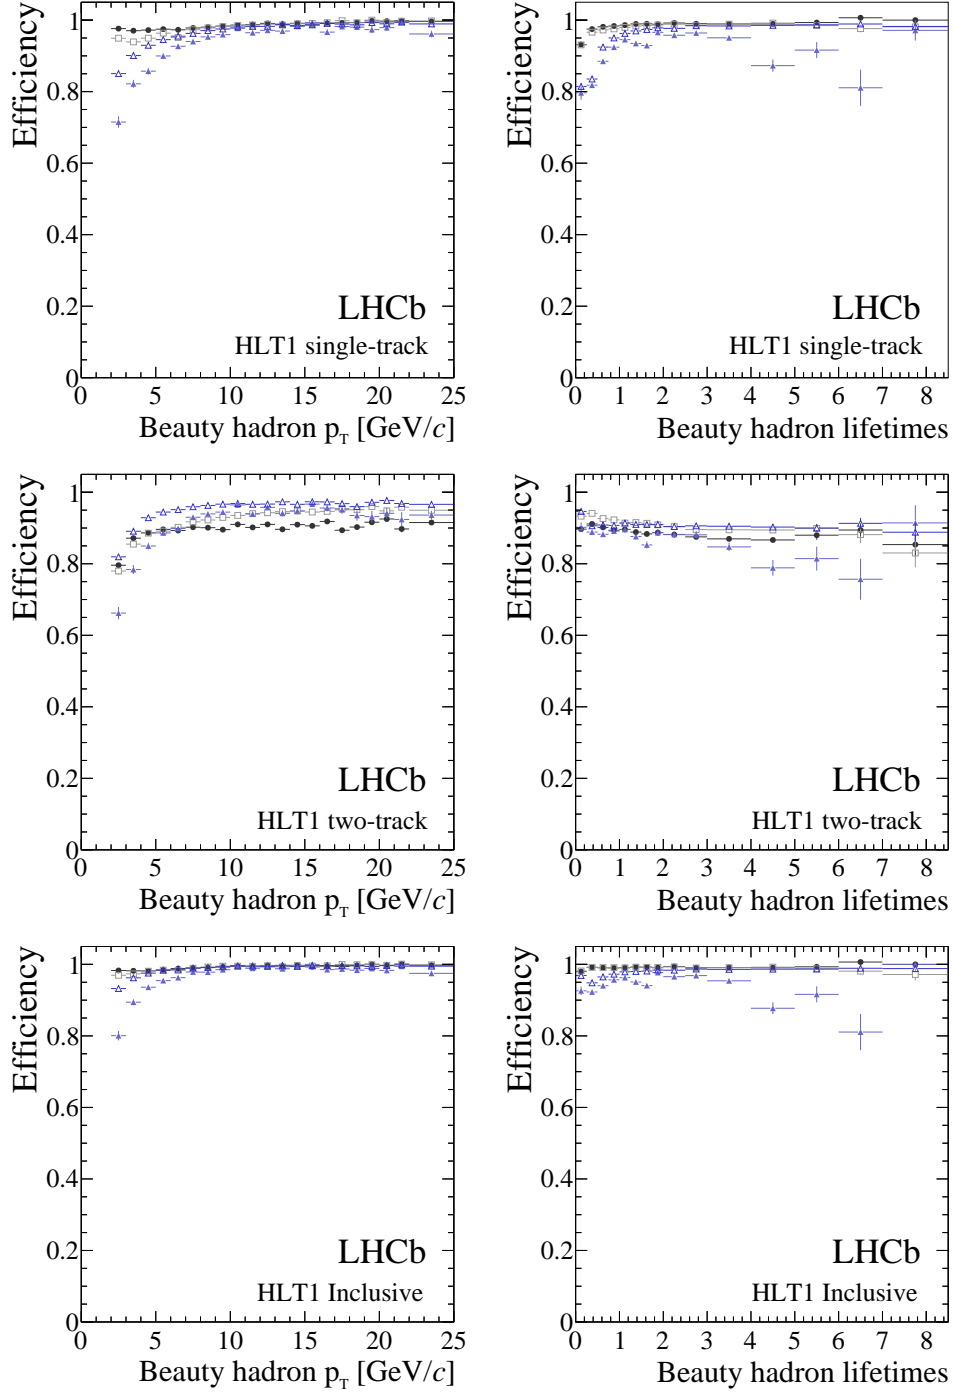 Efficiency
1
0.8
0.6
0.4
0.2
0
LHCb
HLT1 single-track
0 5 10 15 20 25
Beauty hadron pT [GeV/c]
Efficiency
1
0.8
0.6
0.4
0.2
0
LHCb
HLT1 single-track
0 1 2 3 4 5 6 7 8
Beauty hadron lifetimes
Efficiency
1
0.8
0.6
0.4
0.2
0
LHCb
HLT1 two-track
0 5 10 15 20 25
Beauty hadron pT [GeV/c]
Efficiency
1
0.8
0.6
0.4
0.2
0
LHCb
HLT1 two-track
0 1 2 3 4 5 6 7 8
Beauty hadron lifetimes
Efficiency
1
0.8
0.6
0.4
0.2
0
LHCb
HLT1 Inclusive
0 5 10 15 20 25
Beauty hadron pT [GeV/c]
Efficiency
1
0.8
0.6
0.4
0.2
0
LHCb
HLT1 Inclusive
0 1 2 3 4 5 6 7 8
Beauty hadron lifetimes